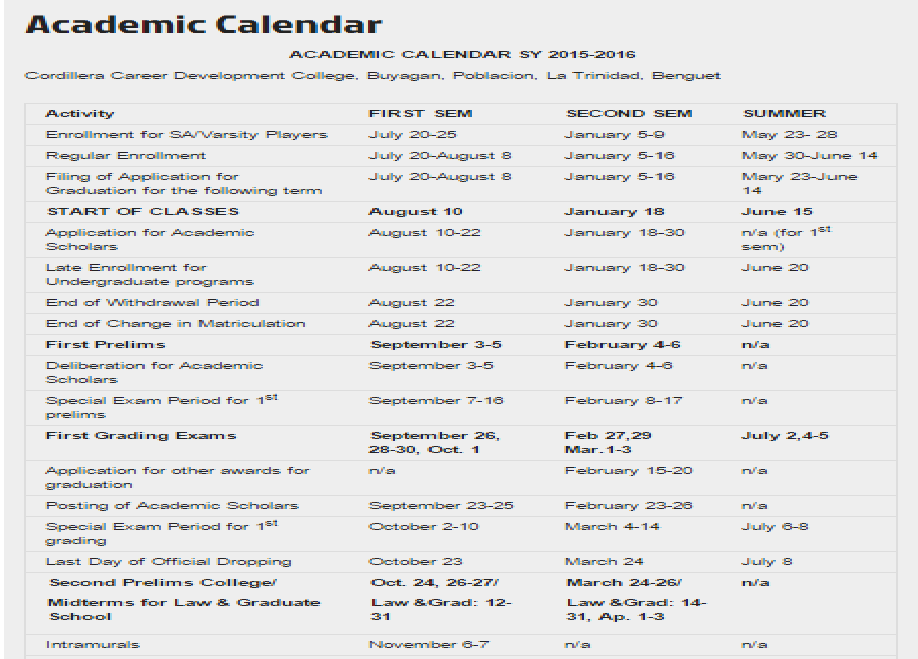 Academic Calendar
ACADEMIC CALENDAR SY 2015-2016
Cordillera Career Development College, Buyagan, Poblacion, La Trinidad, Benguet
Activity FIRST SEM SECOND SEM SUMMER
Enrollment for SA/Varsity Players July 20-25 January 5-9 May 23- 28
Regular Enrollment July 20-August 8 January 5-16 May 30-June 14
Filing of Application for July 20-August 8 January 5-16 Mary 23-June
Graduation for the following term 14
START OF CLASSES August 10 January 18 June 15
Application for Academic August 10-22 January 18-30 n/a (for 1st
Scholars sem)
Late Enrollment for August 10-22 January 18-30 June 20
Undergraduate programs
End of Withdrawal Period August 22 January 30 June 20
End of Change in Matriculation August 22 January 30 June 20
First Prelims September 3-5 February 4-6 n/a
Deliberation for Academic September 3-5 February 4-6 n/a
Scholars
Special Exam Period for 1st September 7-16 February 8-17 n/a
prelims
First Grading Exams September 26, Feb 27,29 July 2,4-5
28-30, Oct. 1 Mar.1-3
Application for other awards for n/a February 15-20 n/a
graduation
Posting of Academic Scholars September 23-25 February 23-26 n/a
Special Exam Period for 1st October 2-10 March 4-14 July 6-8
grading
Last Day of Official Dropping October 23 March 24 July 8
Second Prelims College/ Oct. 24, 26-27/ March 24-26/ n/a
Midterms for Law & Graduate Law &Grad: 12- Law &Grad: 14-
School 31 31, Ap. 1-3
Intramurals November 6-7 n/a n/a